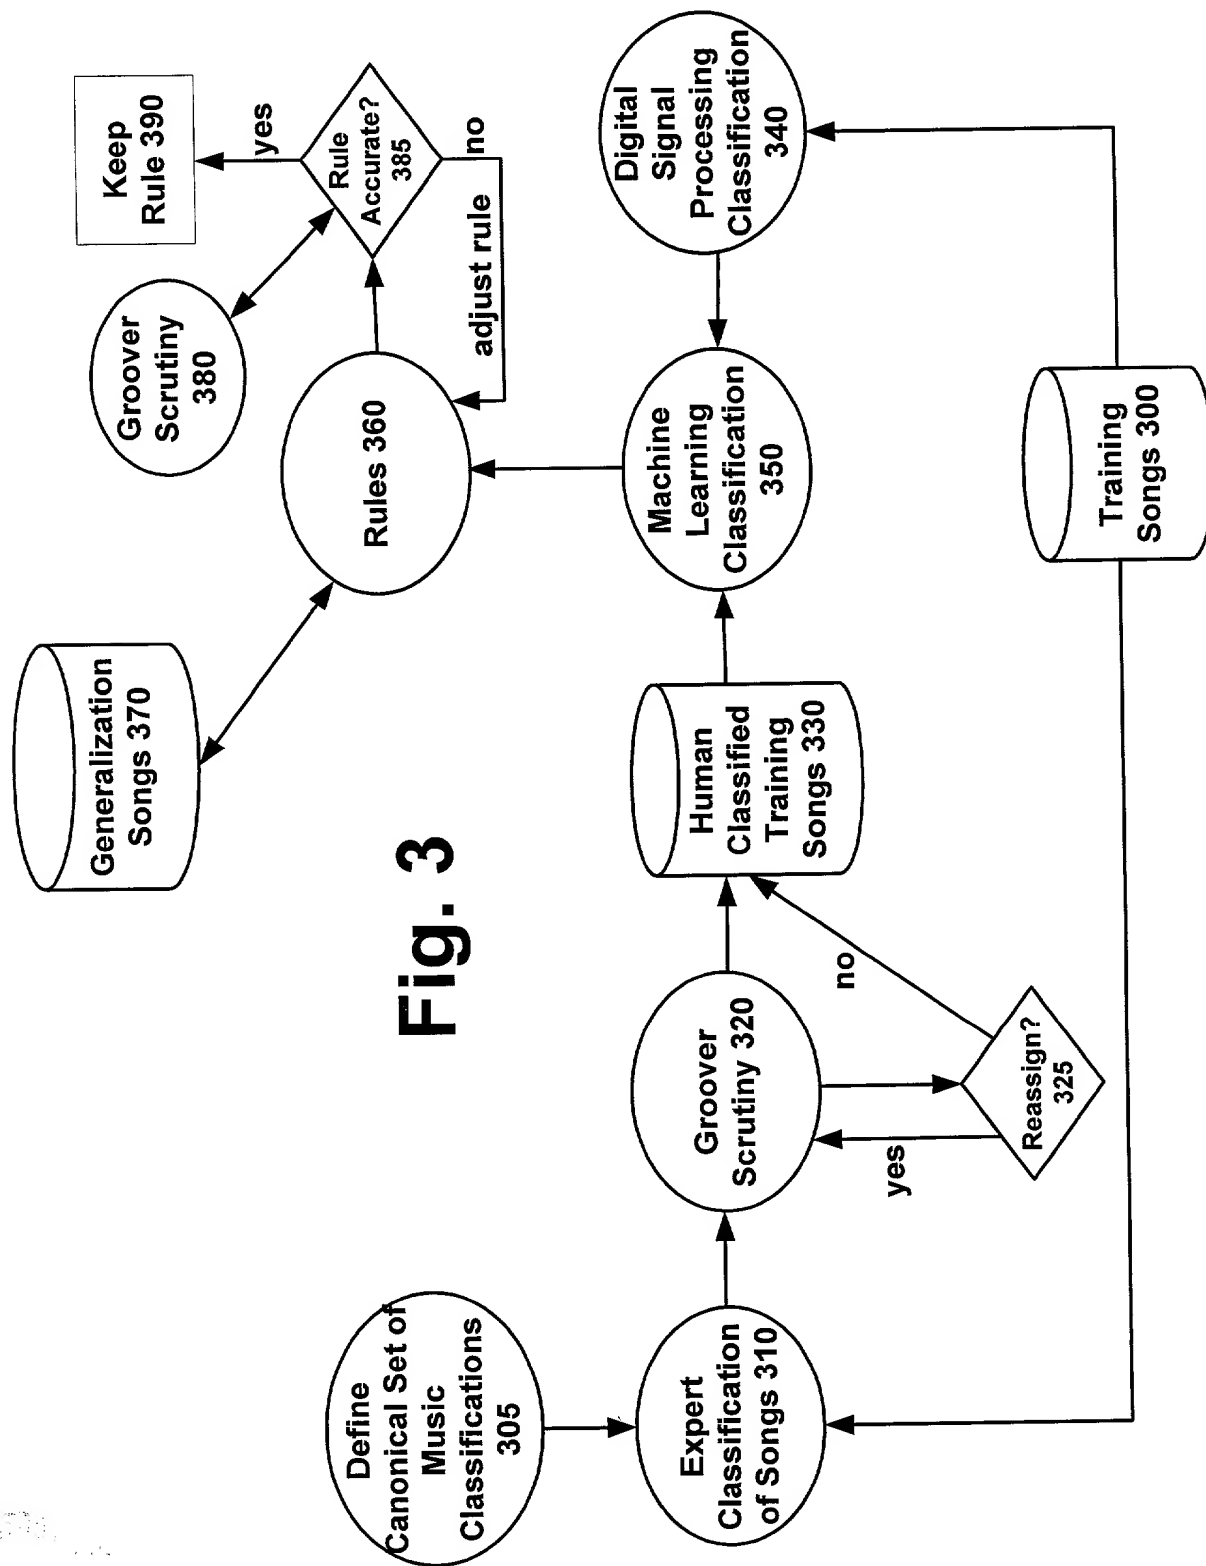 Define
Canonical Set of
Music
Classifications
305
Expert
Classification
of Songs 310
Groover
Scrutiny 320
yes
no
Reassign?
325
Human
Classified
Training
Songs 330
Machine
Learning
Classification
350
Digital
Signal
Processing
Classification
340
Training
Songs 300
Generalization
Songs 370
Rules 360
adjust rule
Groover
Scrutiny
380
Rule
Accurate?
385
yes
no
Keep
Rule 390
Fig. 3